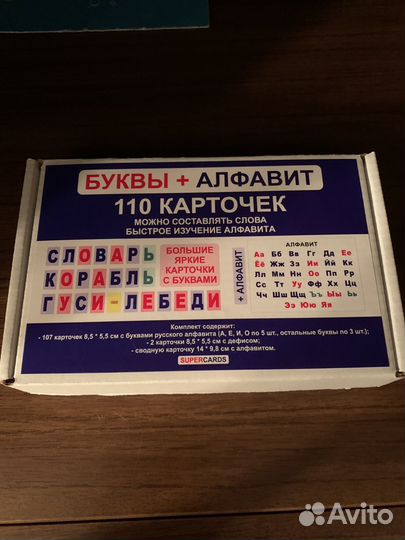 БУКВЫ + АЛФАВИТ
110 КАРТОЧЕК
МОЖНО СОСТАВЛЯТЬ СЛОВА
БЫСТРОЕ ИЗУЧЕНИЕ АЛФАВИТА
СЛОВАРЬ
КОРАБЛЬ
ГУСИ-ЛЕБЕДИ
БОЛЬШИЕ
ЯРКИЕ
КАРТОЧКИ
С БУКВАМИ
+ АЛФАВИТ
АЛФАВИТ
Аа Бб Вв Гг Дд Ее
Ёё Жж Зз Ии Йй Кк
Лл Мм Нн Оо Пп Рр
Сс Тт Уу Фф Хх Цц
Чч Шш Щщ Ъъ Ыы Ьь
Ээ Юю Яя
Комплект содержит:
- 107 карточек 8,5 * 5,5 см с буквами русского алфавита (А, Е, И, О по 5 шт., остальные буквы по 3 шт.);
- 2 карточки 8,5 * 5,5 см с дефисом;
- сводную карточку 14 * 9,8 см с алфавитом.
SUPERCARDS
Avito